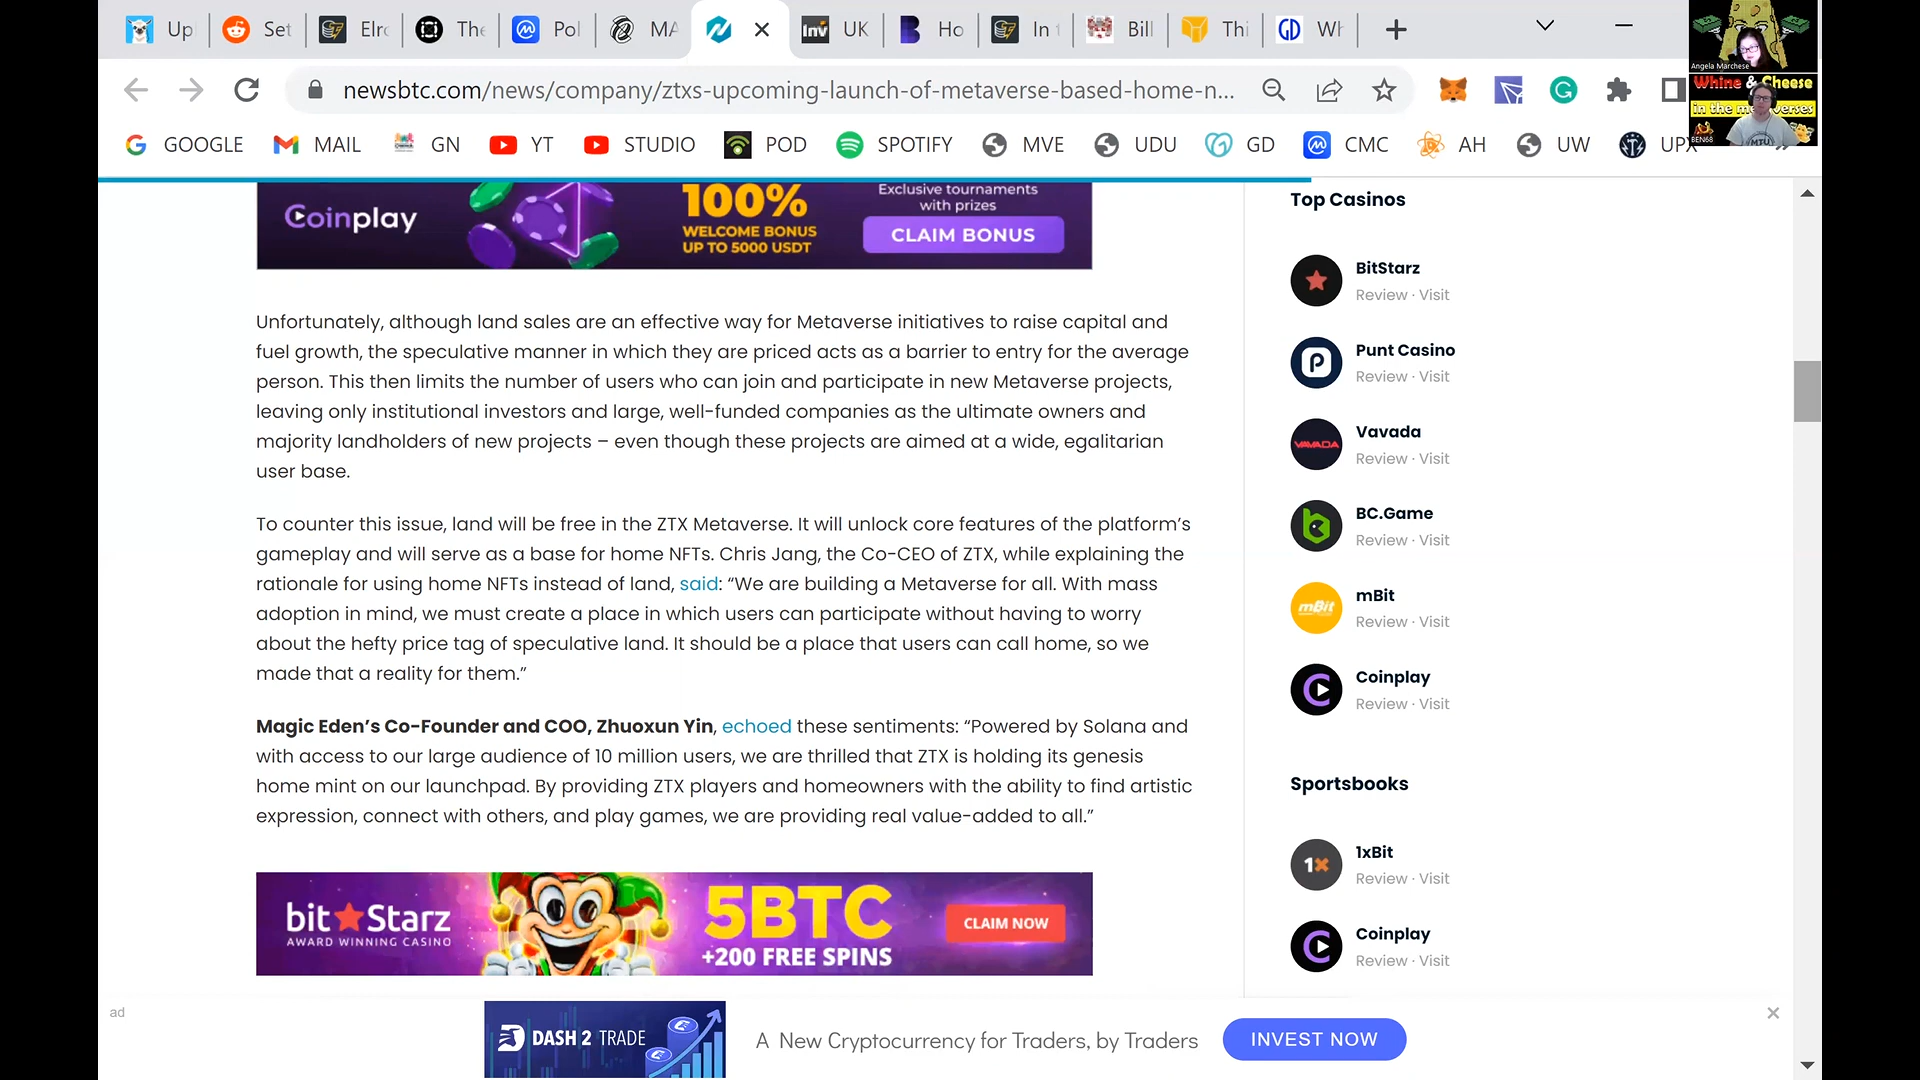 Up
Set
Elro
The
Pol
MA
UK
Ho
In t
Bill
Thi
Wh
newsbtc.com/news/company/ztxs-upcoming-launch-of-metaverse-based-home-n...
Angela Marchese
Whine & Cheese
in the metaverses
BEN68
GOOGLE
MAIL
GN
YT
STUDIO
POD
SPOTIFY
MVE
UDU
GD
CMC
AH
UW
UPX
Coinplay
100%
WELCOME BONUS
UP TO 5000 USDT
Exclusive tournaments
with prizes
CLAIM BONUS
Unfortunately, although land sales are an effective way for Metaverse initiatives to raise capital and
fuel growth, the speculative manner in which they are priced acts as a barrier to entry for the average
person. This then limits the number of users who can join and participate in new Metaverse projects,
leaving only institutional investors and large, well-funded companies as the ultimate owners and
majority landholders of new projects – even though these projects are aimed at a wide, egalitarian
user base.
To counter this issue, land will be free in the ZTX Metaverse. It will unlock core features of the platform’s
gameplay and will serve as a base for home NFTs. Chris Jang, the Co-CEO of ZTX, while explaining the
rationale for using home NFTs instead of land, said: “We are building a Metaverse for all. With mass
adoption in mind, we must create a place in which users can participate without having to worry
about the hefty price tag of speculative land. It should be a place that users can call home, so we
made that a reality for them.”
Magic Eden’s Co-Founder and COO, Zhuoxun Yin, echoed these sentiments: “Powered by Solana and
with access to our large audience of 10 million users, we are thrilled that ZTX is holding its genesis
home mint on our launchpad. By providing ZTX players and homeowners with the ability to find artistic
expression, connect with others, and play games, we are providing real value-added to all.”
bitStarz
AWARD WINNING CASINO
5BTC
+200 FREE SPINS
CLAIM NOW
Top Casinos
BitStarz
Review · Visit
Punt Casino
Review · Visit
VAVADA
Vavada
Review · Visit
BC.Game
Review · Visit
mBit
mBit
Review · Visit
Coinplay
Review · Visit
Sportsbooks
1X
1xBit
Review · Visit
Coinplay
Review · Visit
ad
DASH 2 TRADE
A New Cryptocurrency for Traders, by Traders
INVEST NOW